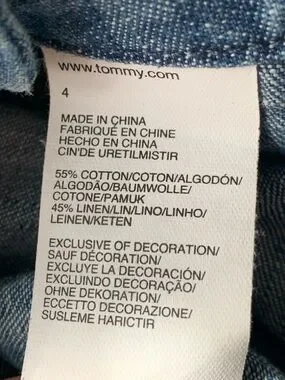 www.tommy.com
4
MADE IN CHINA
FABRIQUÉ EN CHINE
HECHO EN CHINA
CIN'DE URETILMISTIR
55% COTTON/COTON/ALGODÓN/
ALGODÃO/BAUMWOLLE/
COTONE/PAMUK
45% LINEN/LIN/LINO/LINHO/
LEINEN/KETEN
EXCLUSIVE OF DECORATION/
SAUF DÉCORATION/
EXCLUYE LA DECORACIÓN/
EXCLUINDO DECORAÇÃO/
OHNE DEKORATION/
ECCETTO DECORAZIONE/
SUSLEME HARICTIR